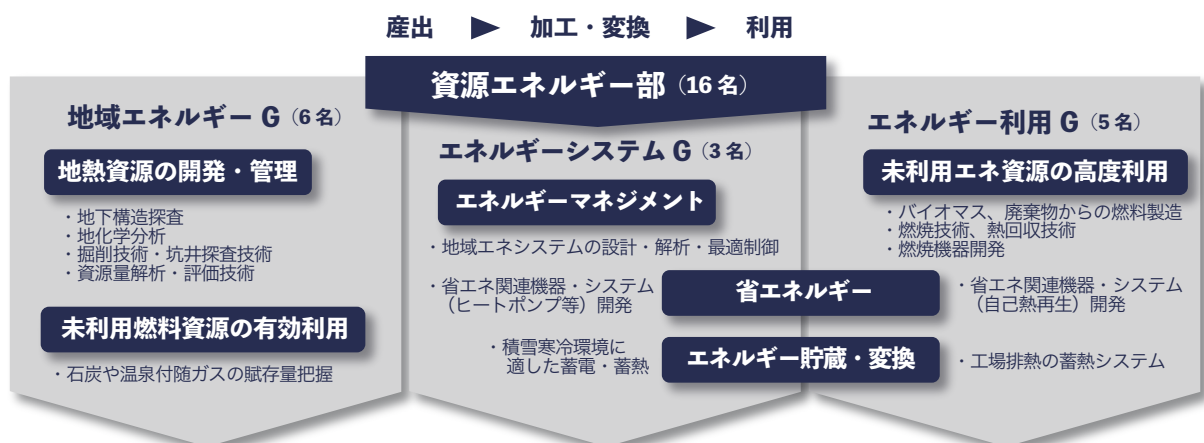 産出 ▶ 加工・変換 ▶ 利用
資源エネルギー部（16 名）
地域エネルギー G（6 名）
地熱資源の開発・管理
・地下構造探査
・地化学分析
・掘削技術・坑井探査技術
・資源量解析・評価技術
未利用燃料資源の有効利用
・石炭や温泉付随ガスの賦存量把握
エネルギーシステム G（3 名）
エネルギーマネジメント
・地域エネシステムの設計・解析・最適制御
・省エネ関連機器・システム
（ヒートポンプ等）開発
・積雪寒冷環境に
適した蓄電・蓄熱
省エネルギー
エネルギー貯蔵・変換
エネルギー利用 G（5 名）
未利用エネ資源の高度利用
・バイオマス、廃棄物からの燃料製造
・燃焼技術、熱回収技術
・燃焼機器開発
・省エネ関連機器・システム
（自己熱再生）開発
・工場排熱の蓄熱システム